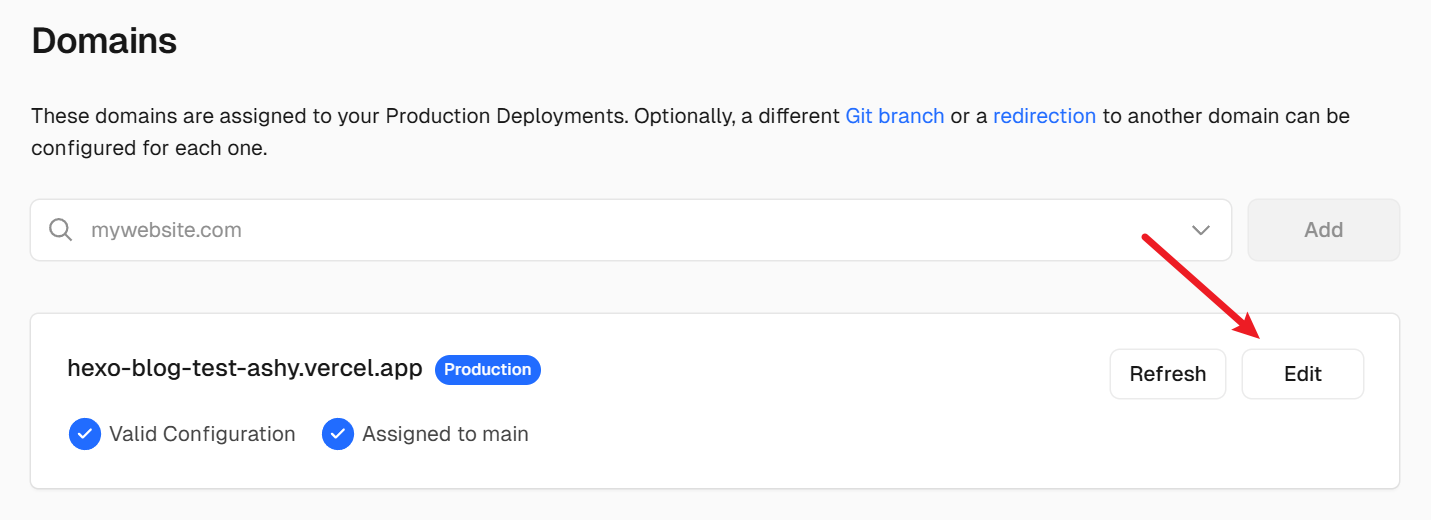 Domains
These domains are assigned to your Production Deployments. Optionally, a different Git branch or a redirection to another domain can be
configured for each one.
mywebsite.com
Add
hexo-blog-test-ashy.vercel.app Production
Refresh
Edit
Valid Configuration
Assigned to main